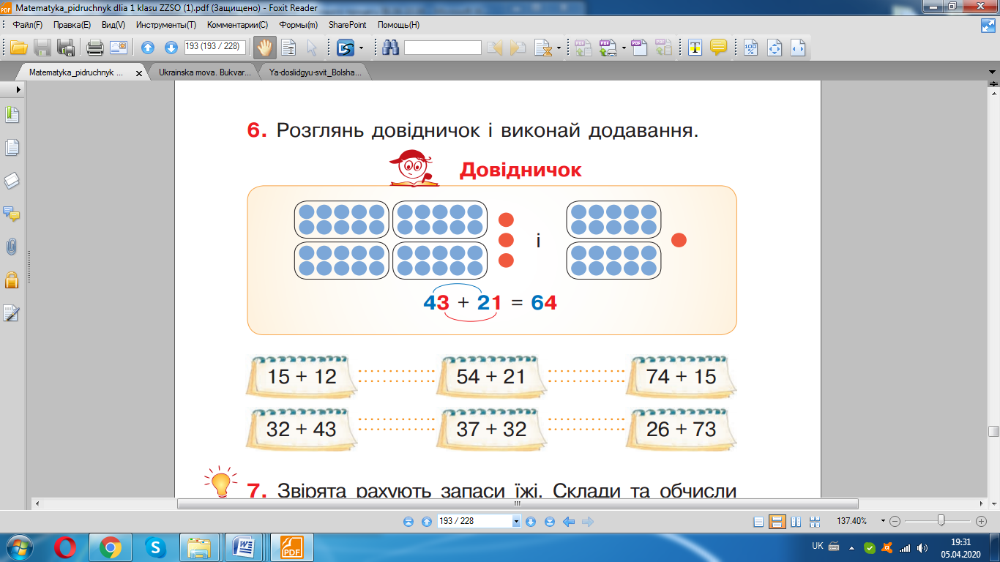 Matematyka_pidruchnyk dlia 1 klasu ZZSO (1).pdf (Защищено) - Foxit Reader
Файл(F) Правка(E) Вид(V) Инструменты(T) Комментарии(C) Формы(m) SharePoint Помощь(H)
193 (193 / 228)
Matematyka_pidruchnyk ... Ukrainska mova. Bukvar... Ya-doslidgyu-svit_Bolsha...
6. Розглянь довідничок і виконай додавання.
Довідничок
і
43 + 21 = 64
15 + 12 54 + 21 74 + 15
32 + 43 37 + 32 26 + 73
7. Звірята рахують запаси їжі. Склади та обчисли
193 / 228 137.40%
PDF
UK 19:31
05.04.2020